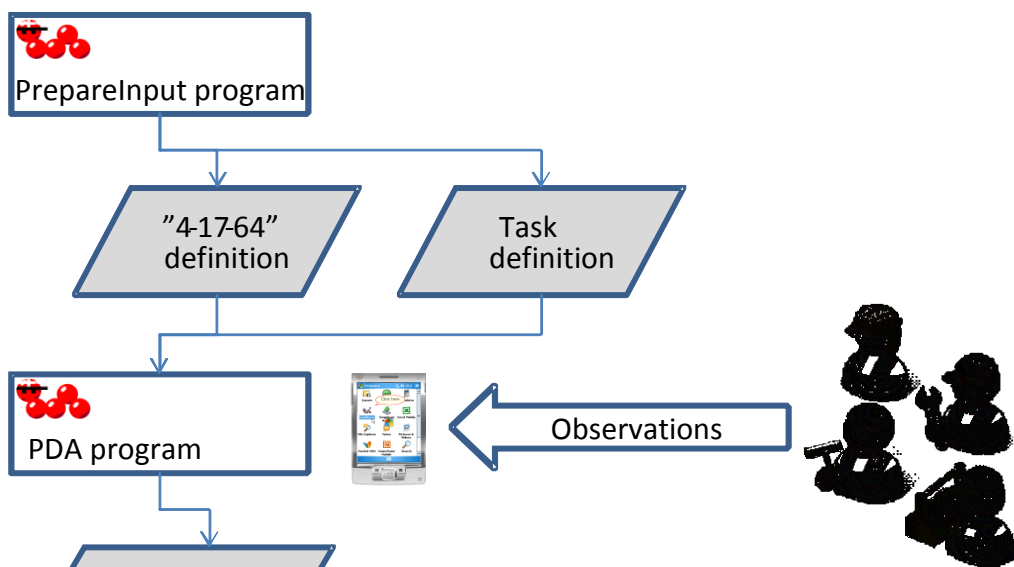 PrepareInput program
”4-17-64”
definition
Task
definition
PDA program
Observations